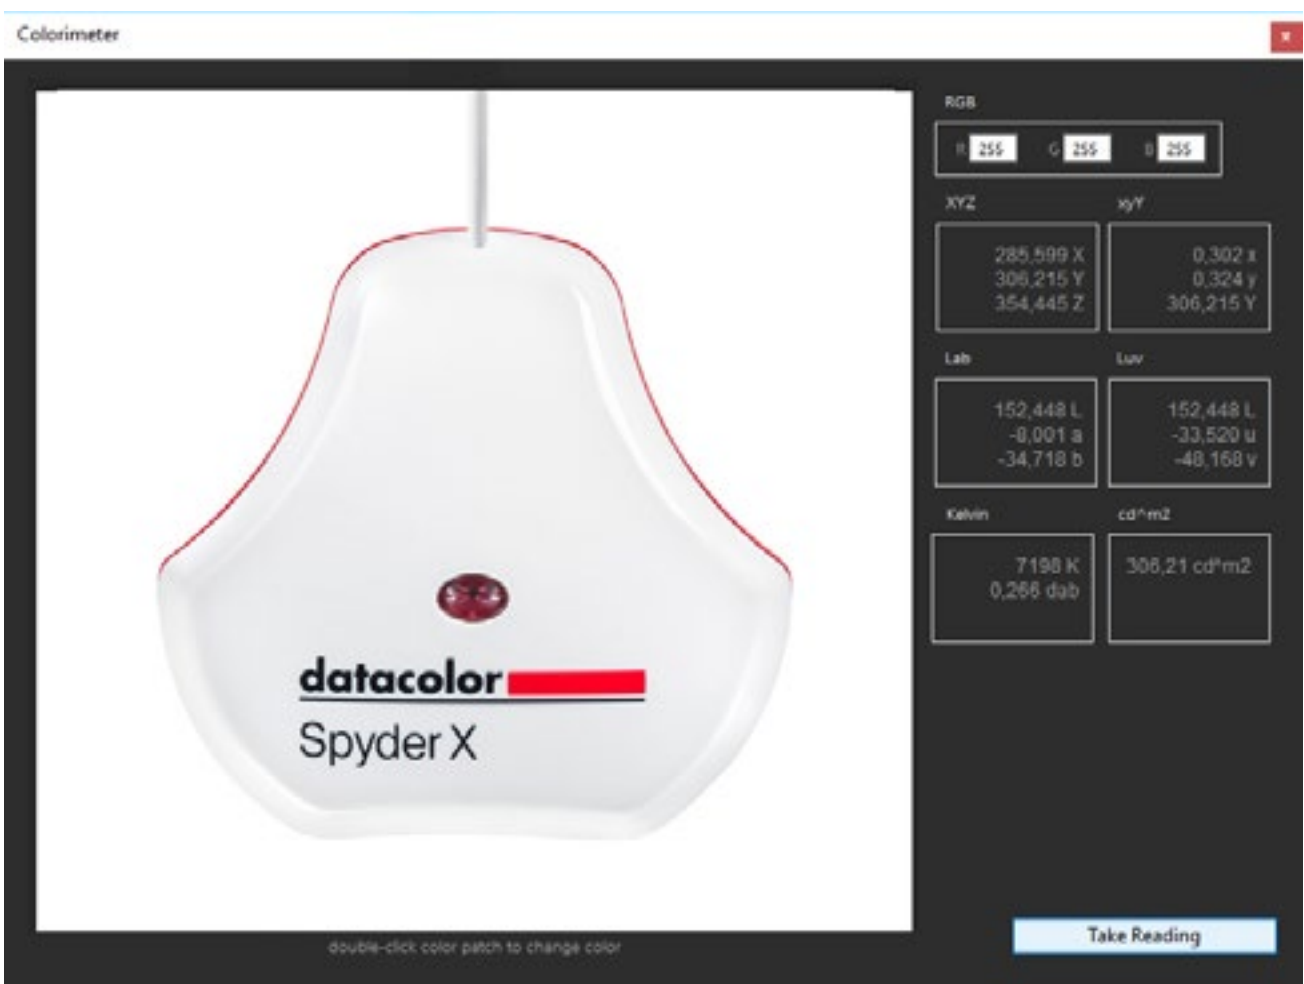 Colorimeter
x
RGB
R 255 G 255 B 255
XYZ
285,599 X
306,215 Y
354,445 Z
xyY
0,302 x
0,324 y
306,215 Y
Lab
152,448 L
-8,001 a
-34,718 b
Luv
152,448 L
-33,520 u
-48,168 v
Kelvin
7198 K
0,266 dab
cd^m2
306,21 cd^m2
datacolor
Spyder X
double-click color patch to change color
Take Reading